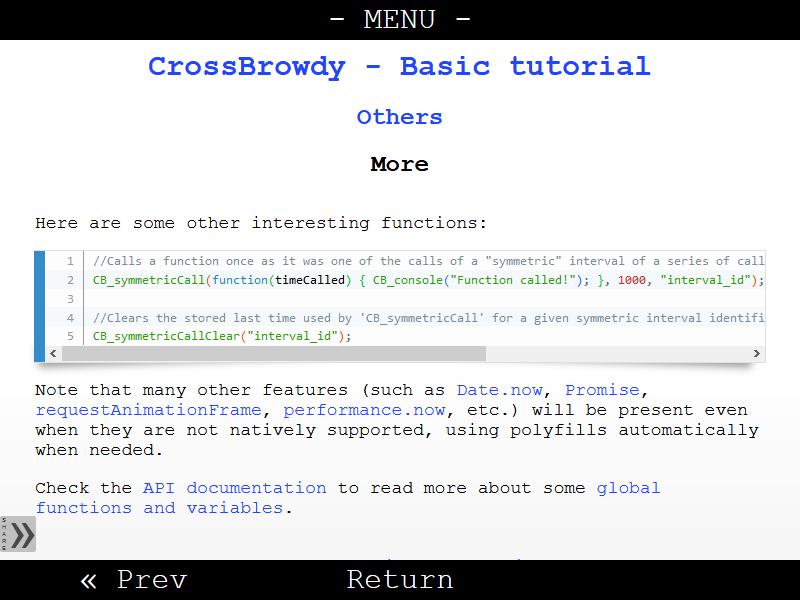 - MENU -
CrossBrowdy - Basic tutorial
Others
More
Here are some other interesting functions:
1 //Calls a function once as it was one of the calls of a "symmetric" interval of a series of call
2 CB_symmetricCall(function(timeCalled) { CB_console("Function called!"); }, 1000, "interval_id");
3
4 //Clears the stored last time used by 'CB_symmetricCall' for a given symmetric interval identifi
5 CB_symmetricCallClear("interval_id");
Note that many other features (such as Date.now, Promise,
requestAnimationFrame, performance.now, etc.) will be present even
when they are not natively supported, using polyfills automatically
when needed.
Check the API documentation to read more about some global
functions and variables.
SHARE »
« Prev Return